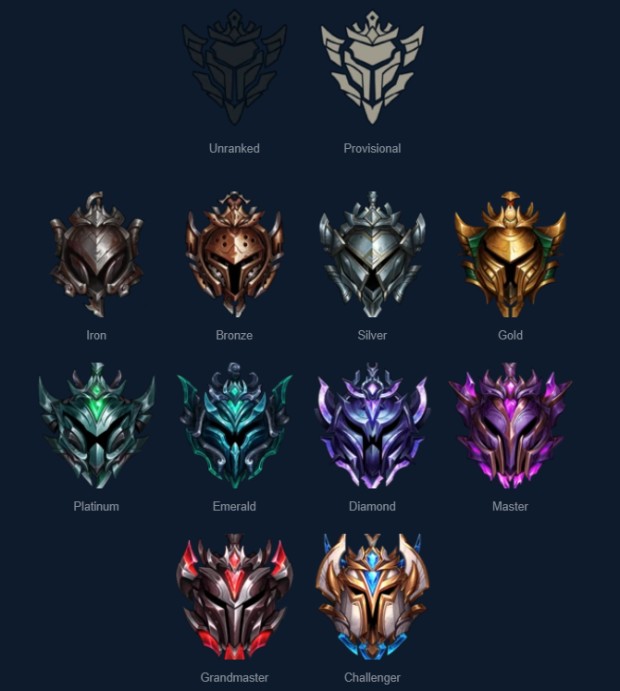 Unranked
Provisional
Iron
Bronze
Silver
Gold
Platinum
Emerald
Diamond
Master
Grandmaster
Challenger